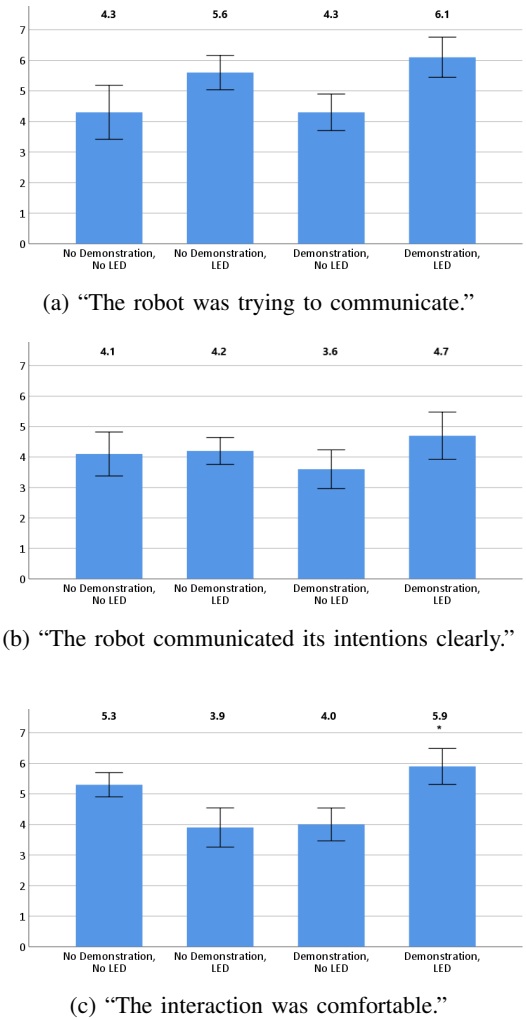 4.3 5.6 4.3 6.1
7
6
5
4
3
2
1
0
No Demonstration, No Demonstration, Demonstration, Demonstration,
No LED LED No LED LED
(a) “The robot was trying to communicate.”
4.1 4.2 3.6 4.7
7
6
5
4
3
2
1
0
No Demonstration, No Demonstration, Demonstration, Demonstration,
No LED LED No LED LED
(b) “The robot communicated its intentions clearly.”
5.3 3.9 4.0 5.9
*
7
6
5
4
3
2
1
0
No Demonstration, No Demonstration, Demonstration, Demonstration,
No LED LED No LED LED
(c) “The interaction was comfortable.”